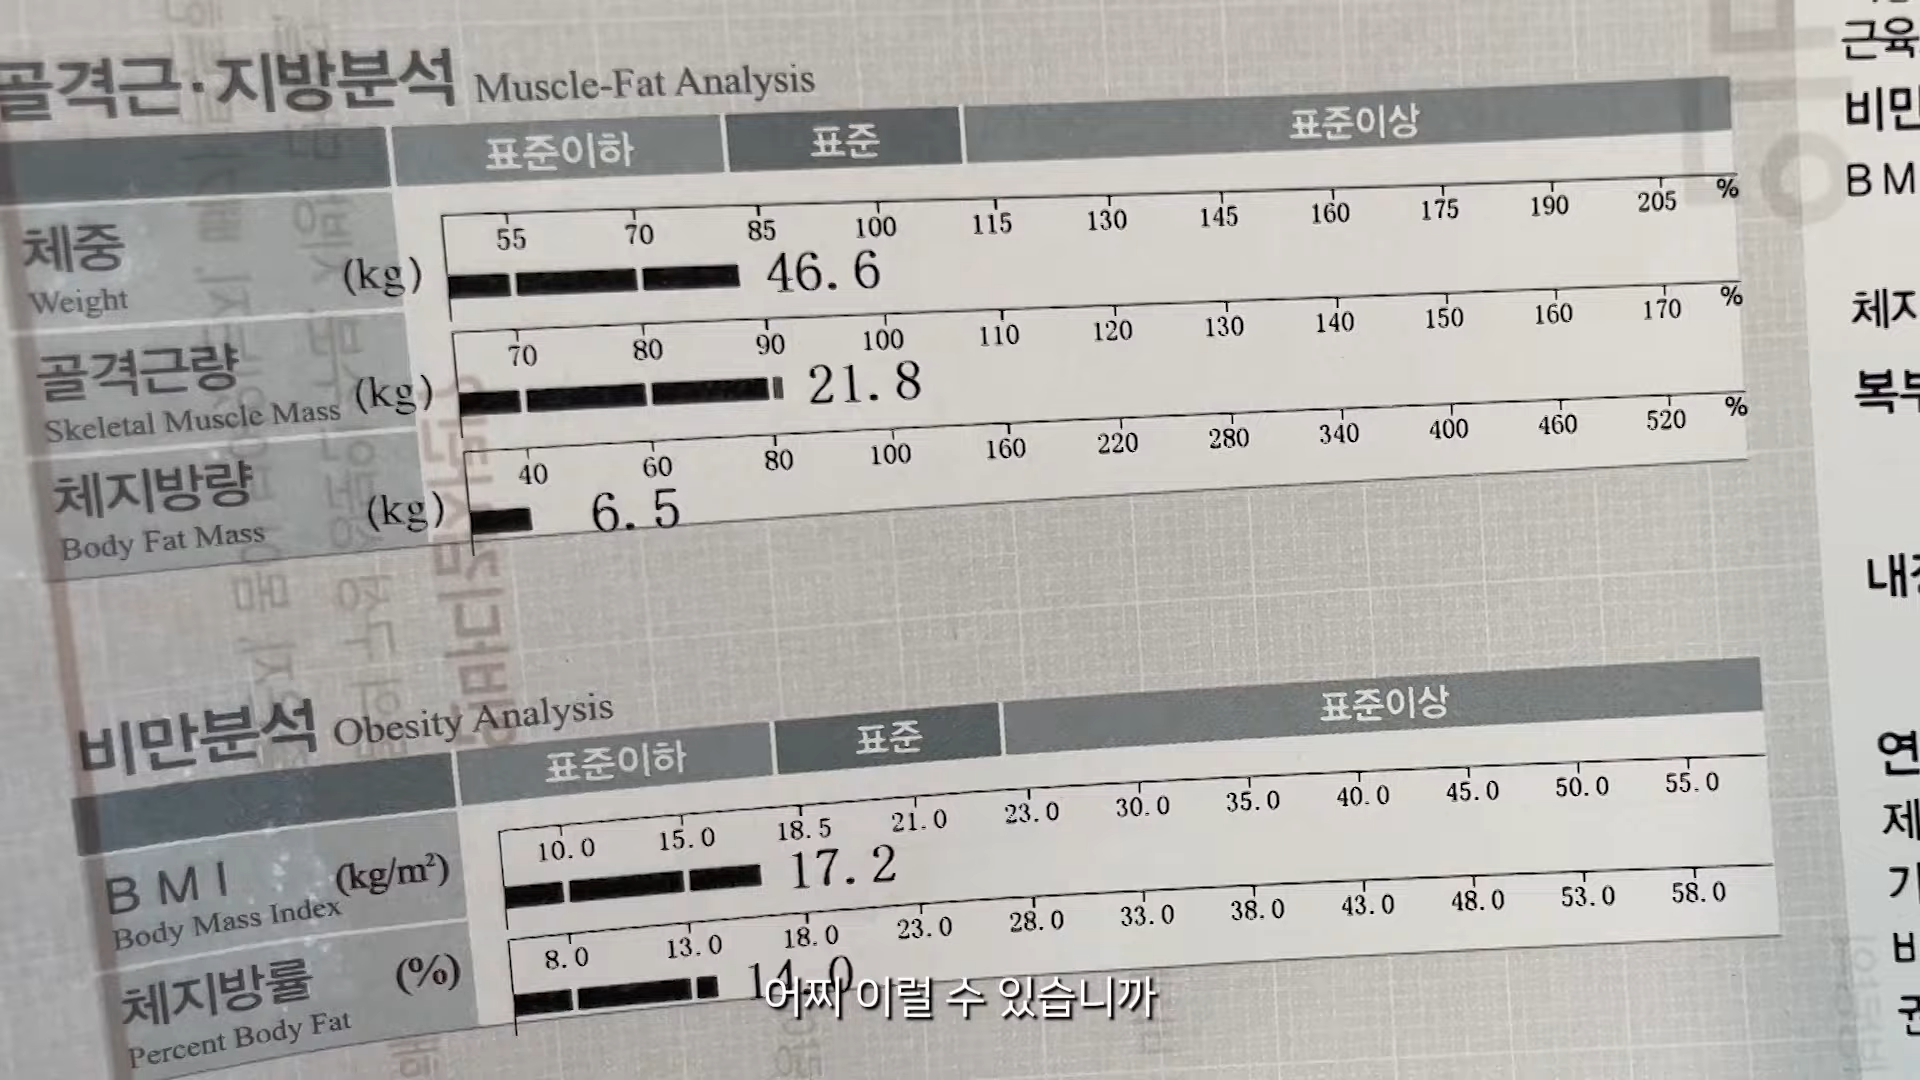 골격근·지방분석 Muscle-Fat Analysis
표준이하 표준 표준이상
체중 (kg)
Weight
55 70 85 100 115 130 145 160 175 190 205 %
46.6
골격근량 (kg)
Skeletal Muscle Mass
70 80 90 100 110 120 130 140 150 160 170 %
21.8
체지방량 (kg)
Body Fat Mass
40 60 80 100 160 220 280 340 400 460 520 %
6.5
비만분석 Obesity Analysis
표준이하 표준 표준이상
BMI (kg/m²)
Body Mass Index
10.0 15.0 18.5 21.0 23.0 30.0 35.0 40.0 45.0 50.0 55.0
17.2
체지방률 (%)
Percent Body Fat
8.0 13.0 18.0 23.0 28.0 33.0 38.0 43.0 48.0 53.0 58.0
14.0
어찌 이럴 수 있습니까
근육
비만
BM
체지
복부